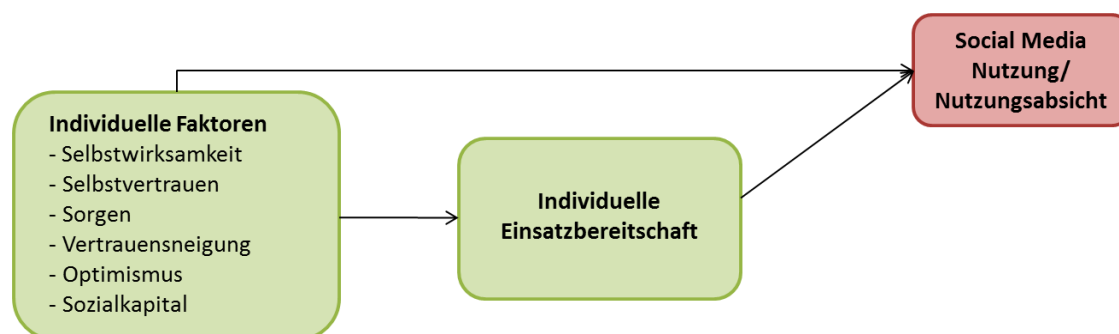 Individuelle Faktoren
- Selbstwirksamkeit
- Selbstvertrauen
- Sorgen
- Vertrauensneigung
- Optimismus
- Sozialkapital
Individuelle
Einsatzbereitschaft
Social Media
Nutzung/
Nutzungsabsicht